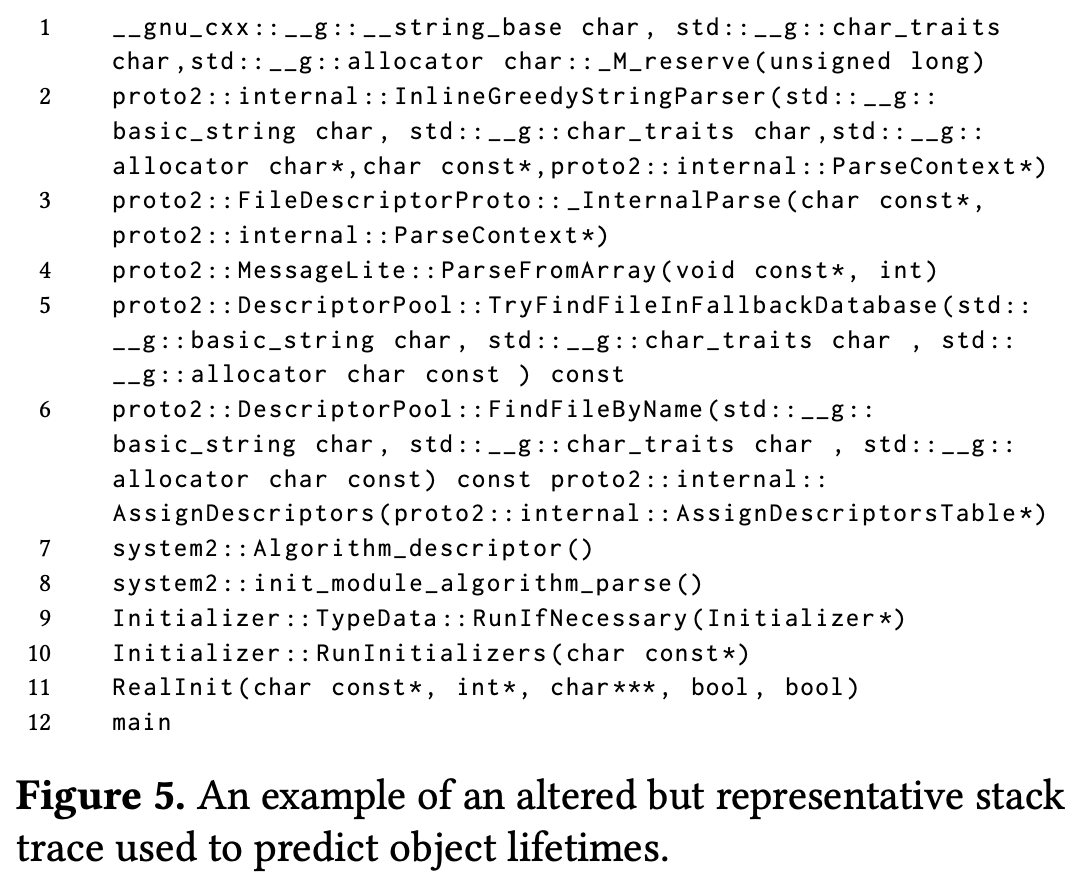 1 __gnu_cxx::__g::__string_base char, std::__g::char_traits
char,std::__g::allocator char::_M_reserve(unsigned long)
2 proto2::internal::InlineGreedyStringParser(std::__g::
basic_string char, std::__g::char_traits char,std::__g::
allocator char*,char const*,proto2::internal::ParseContext*)
3 proto2::FileDescriptorProto::_InternalParse(char const*,
proto2::internal::ParseContext*)
4 proto2::MessageLite::ParseFromArray(void const*, int)
5 proto2::DescriptorPool::TryFindFileInFallbackDatabase(std::
__g::basic_string char, std::__g::char_traits char , std::
__g::allocator char const ) const
6 proto2::DescriptorPool::FindFileByName(std::__g::
basic_string char, std::__g::char_traits char , std::__g::
allocator char const) const proto2::internal::
AssignDescriptors(proto2::internal::AssignDescriptorsTable*)
7 system2::Algorithm_descriptor()
8 system2::init_module_algorithm_parse()
9 Initializer::TypeData::RunIfNecessary(Initializer*)
10 Initializer::RunInitializers(char const*)
11 RealInit(char const*, int*, char***, bool, bool)
12 main
Figure 5. An example of an altered but representative stack
trace used to predict object lifetimes.